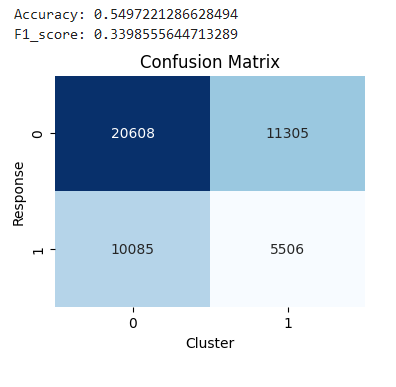 Accuracy: 0.5497221286628494
F1_score: 0.3398555644713289
Confusion Matrix
0
20608 11305
Response
1
10085 5506
0 1
Cluster